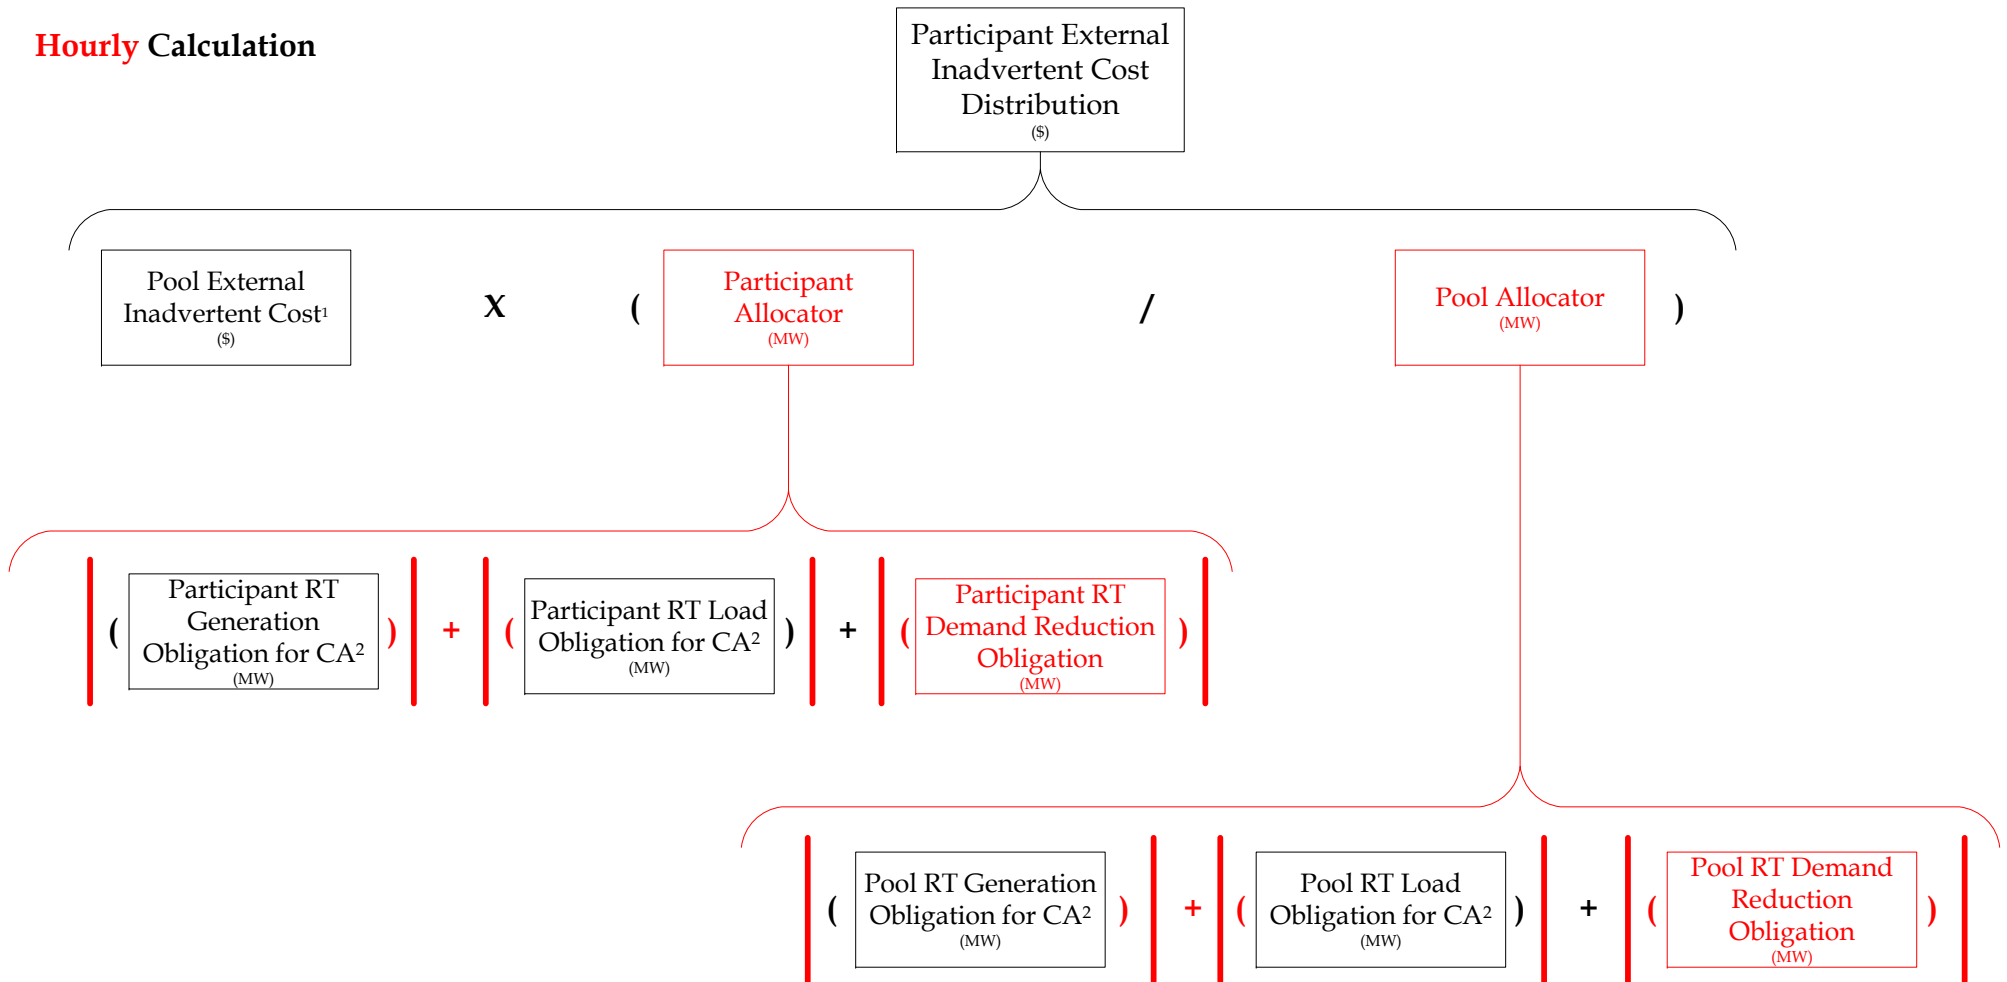 Hourly Calculation
Participant External
Inadvertent Cost
Distribution
($)
Pool External
Inadvertent Cost¹
($)
X
(
Participant
Allocator
(MW)
/
Pool Allocator
(MW)
)
(
Participant RT
Generation
Obligation for CA²
(MW)
)
+
(
Participant RT Load
Obligation for CA²
(MW)
)
+
(
Participant RT
Demand Reduction
Obligation
(MW)
)
(
Pool RT Generation
Obligation for CA²
(MW)
)
+
(
Pool RT Load
Obligation for CA²
(MW)
)
+
(
Pool RT Demand
Reduction
Obligation
(MW)
)